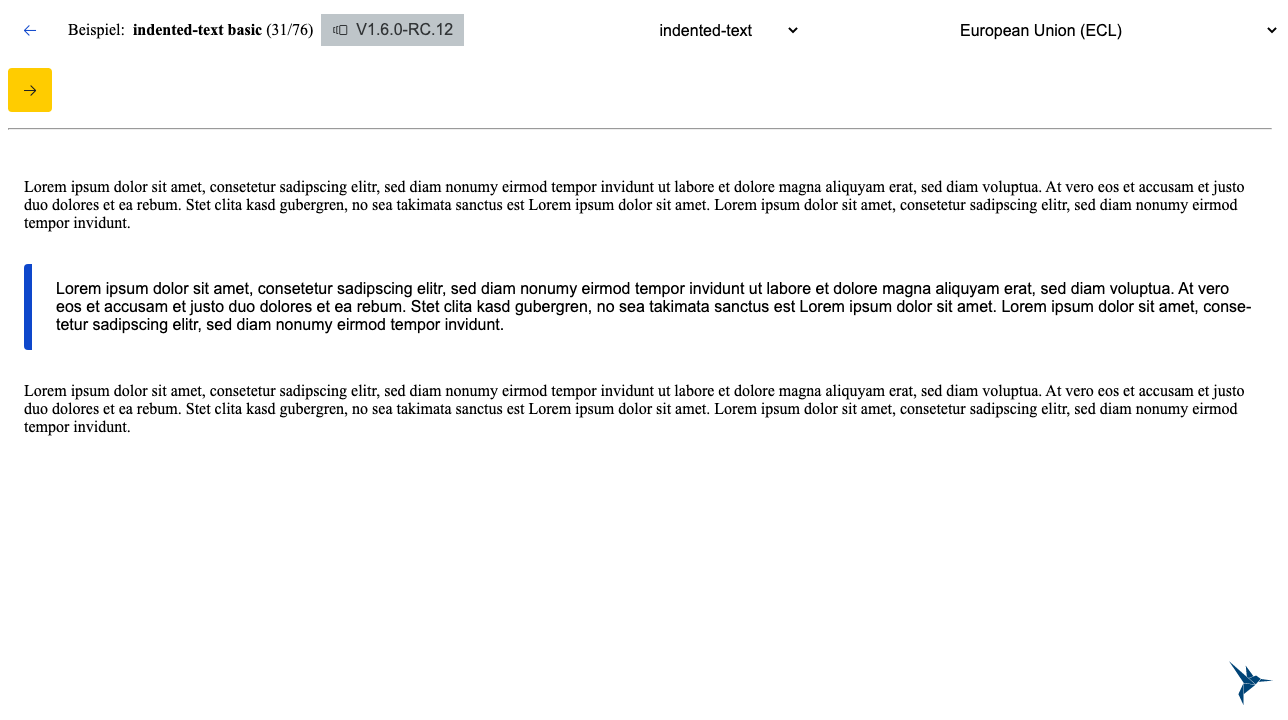 Beispiel: indented-text basic (31/76) V1.6.0-RC.12 indented-text European Union (ECL)
Lorem ipsum dolor sit amet, consetetur sadipscing elitr, sed diam nonumy eirmod tempor invidunt ut labore et dolore magna aliquyam erat, sed diam voluptua. At vero eos et accusam et justo
duo dolores et ea rebum. Stet clita kasd gubergren, no sea takimata sanctus est Lorem ipsum dolor sit amet. Lorem ipsum dolor sit amet, consetetur sadipscing elitr, sed diam nonumy eirmod
tempor invidunt.
Lorem ipsum dolor sit amet, consetetur sadipscing elitr, sed diam nonumy eirmod tempor invidunt ut labore et dolore magna aliquyam erat, sed diam voluptua. At vero
eos et accusam et justo duo dolores et ea rebum. Stet clita kasd gubergren, no sea takimata sanctus est Lorem ipsum dolor sit amet. Lorem ipsum dolor sit amet, conse-
tetur sadipscing elitr, sed diam nonumy eirmod tempor invidunt.
Lorem ipsum dolor sit amet, consetetur sadipscing elitr, sed diam nonumy eirmod tempor invidunt ut labore et dolore magna aliquyam erat, sed diam voluptua. At vero eos et accusam et justo
duo dolores et ea rebum. Stet clita kasd gubergren, no sea takimata sanctus est Lorem ipsum dolor sit amet. Lorem ipsum dolor sit amet, consetetur sadipscing elitr, sed diam nonumy eirmod
tempor invidunt.